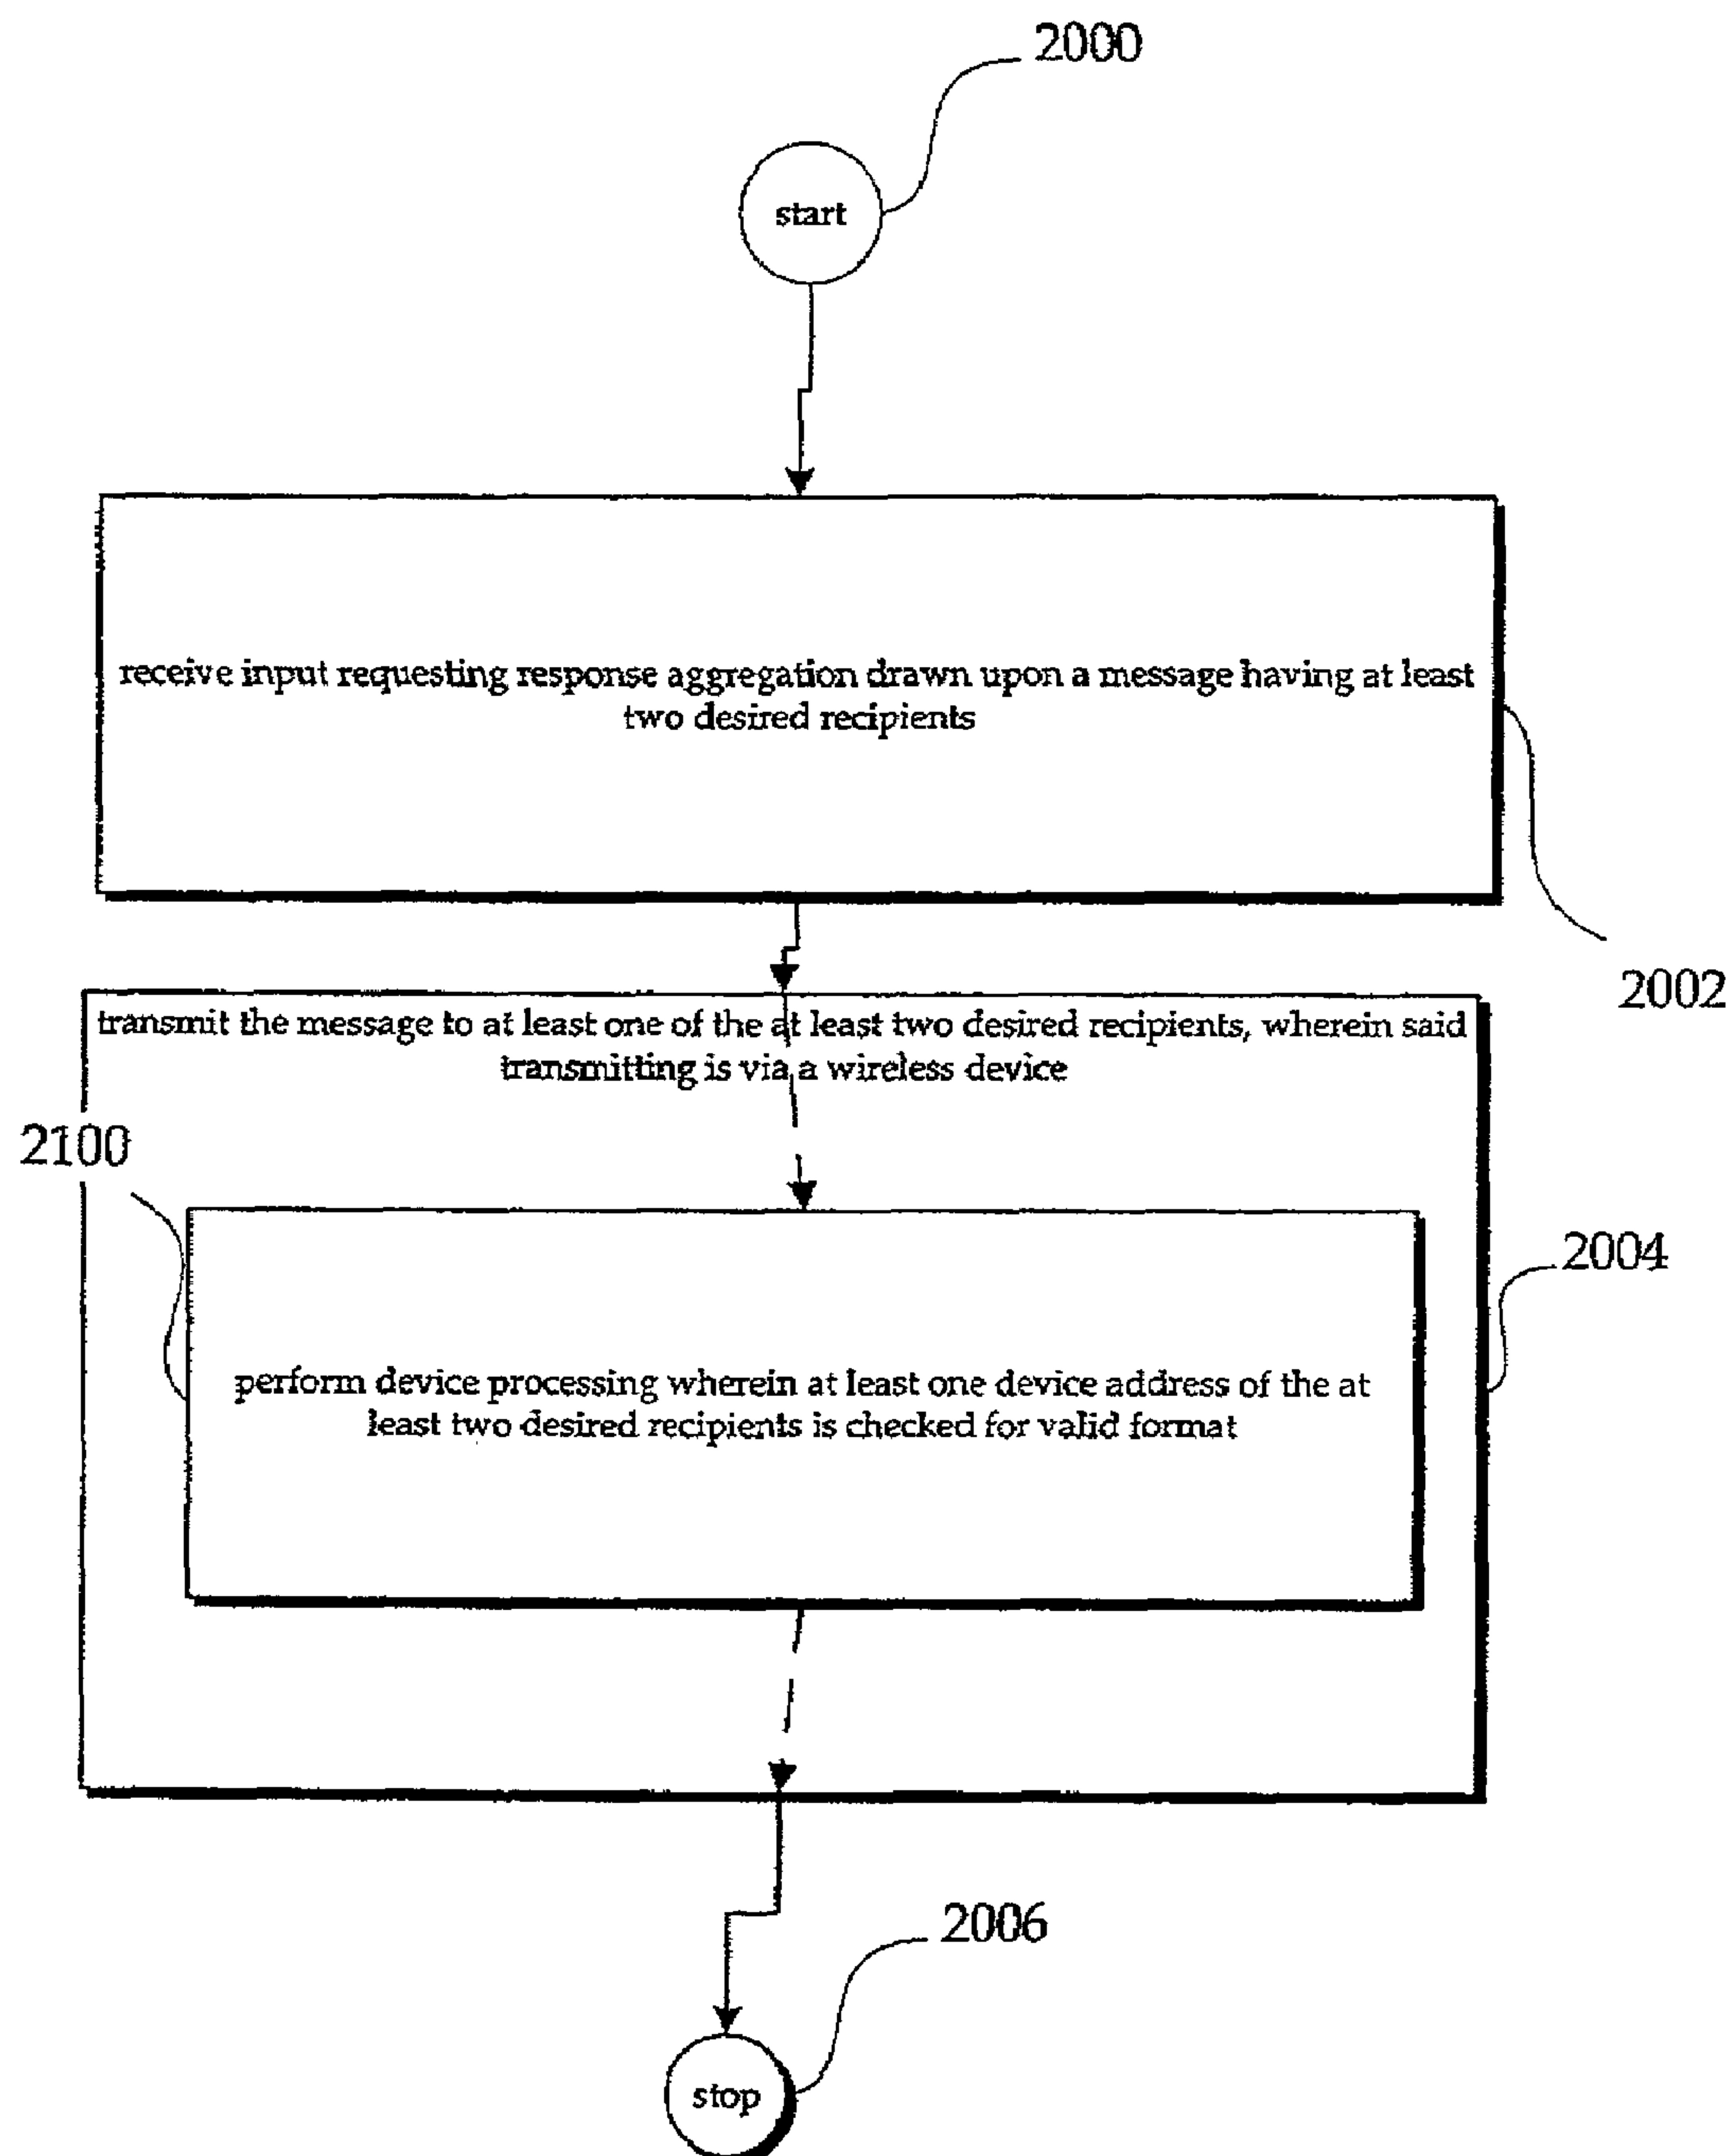 2000
start
receive input requesting response aggregation drawn upon a message having at least
two desired recipients
2002
transmit the message to at least one of the at least two desired recipients, wherein said
transmitting is via a wireless device
2100
2004
perform device processing wherein at least one device address of the at
least two desired recipients is checked for valid format
2006
stop